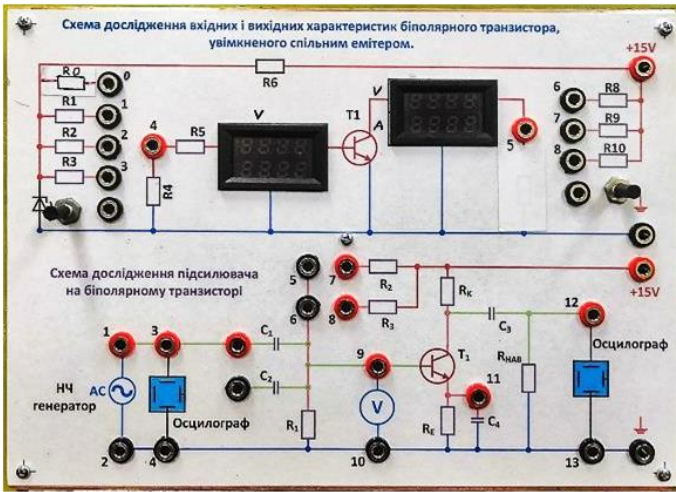 Схема дослідження вхідних і вихідних характеристик біполярного транзистора,
увімкненого спільним емітером.
+15V
R0
0
R6
R1
1
R2
2
R3
3
4
R5
R4
V
T1
V
A
5
6
R8
7
R9
8
R10
Схема дослідження підсилювача
на біполярному транзисторі
5
6
7
R₂
8
R₃
Rк
+15V
1
3
C₁
C₂
C₃
12
9
T₁
11
Rнав
Осцилограф
НЧ
генератор
AC
Осцилограф
V
R₁
RЕ
C₄
2
4
10
13